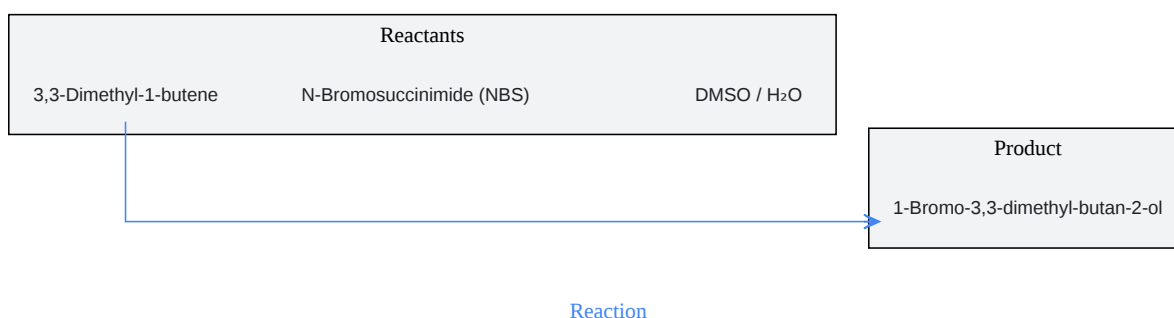 Reactants
3,3-Dimethyl-1-butene N-Bromosuccinimide (NBS) DMSO / H₂O
Product
1-Bromo-3,3-dimethyl-butan-2-ol
Reaction